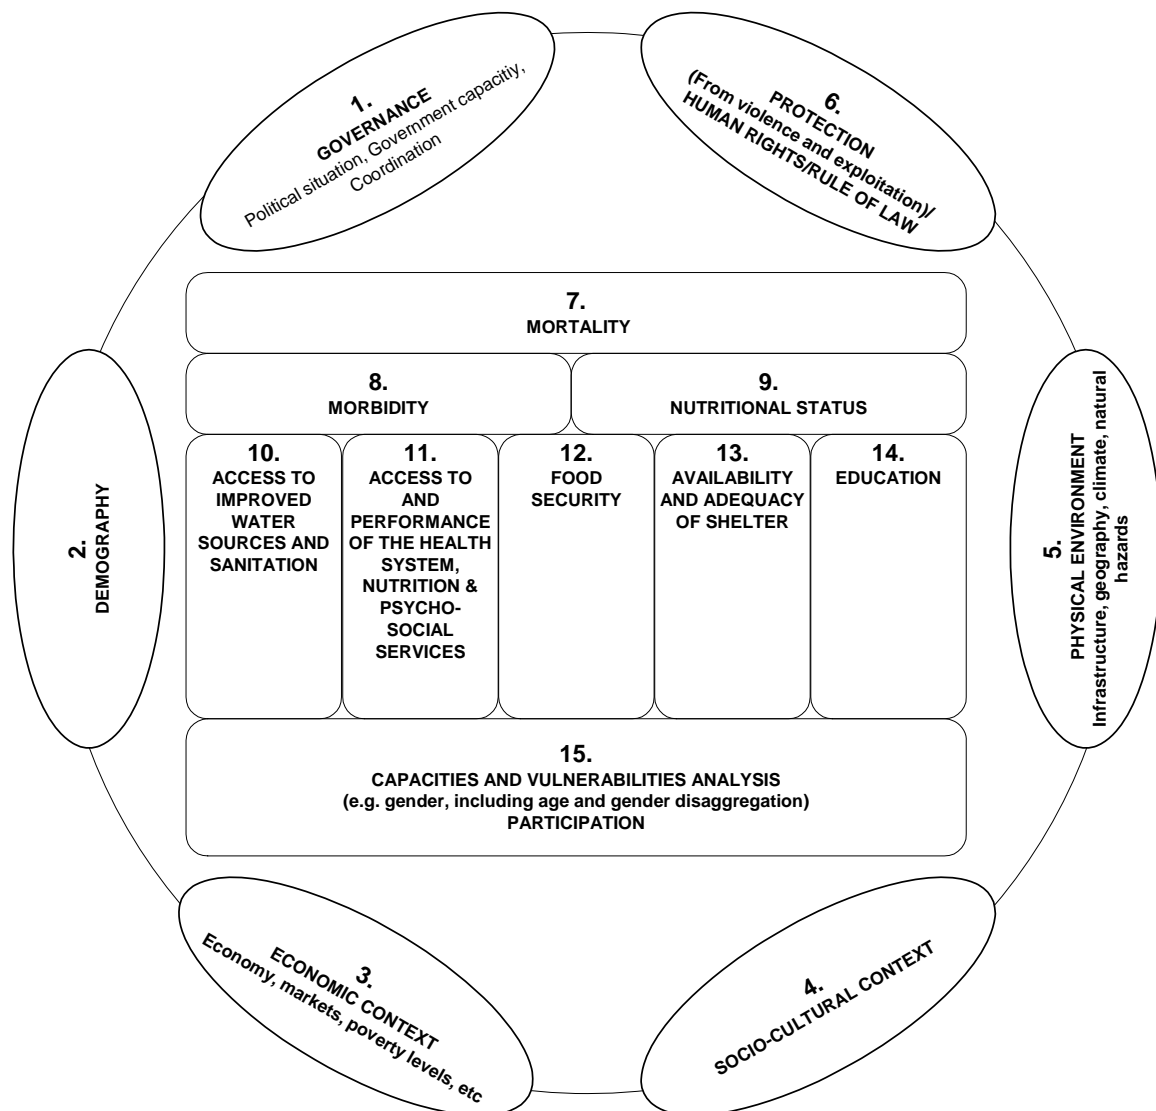 1.
GOVERNANCE
Political situation, Government capacitiy,
Coordination
6.
PROTECTION
(From violence and exploitation)/
HUMAN RIGHTS/RULE OF LAW
7.
MORTALITY
8.
MORBIDITY
9.
NUTRITIONAL STATUS
10.
ACCESS TO
IMPROVED
WATER
SOURCES AND
SANITATION
11.
ACCESS TO
AND
PERFORMANCE
OF THE HEALTH
SYSTEM,
NUTRITION &
PSYCHO-
SOCIAL
SERVICES
12.
FOOD
SECURITY
13.
AVAILABILITY
AND ADEQUACY
OF SHELTER
14.
EDUCATION
2.
DEMOGRAPHY
5.
PHYSICAL ENVIRONMENT
Infrastructure, geography, climate, natural
hazards
15.
CAPACITIES AND VULNERABILITIES ANALYSIS
(e.g. gender, including age and gender disaggregation)
PARTICIPATION
3.
ECONOMIC CONTEXT
Economy, markets, poverty levels, etc
4.
SOCIO-CULTURAL CONTEXT